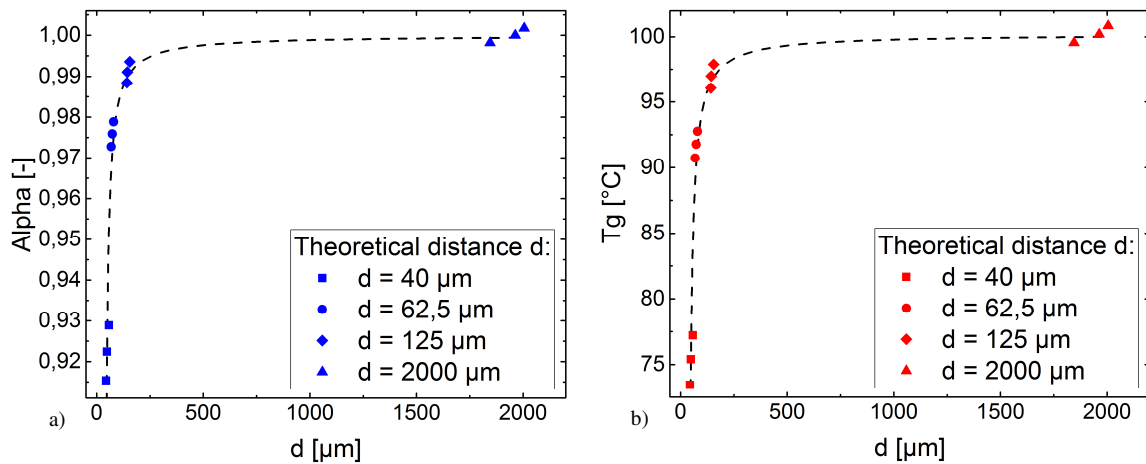 1,00
0,99
0,98
0,97
0,96
0,95
0,94
0,93
0,92
Alpha [-]
Theoretical distance d:
d = 40 µm
d = 62,5 µm
d = 125 µm
d = 2000 µm
0 500 1000 1500 2000
a)
d [µm]
100
95
90
85
80
75
Tg [°C]
Theoretical distance d:
d = 40 µm
d = 62,5 µm
d = 125 µm
d = 2000 µm
0 500 1000 1500 2000
b)
d [µm]